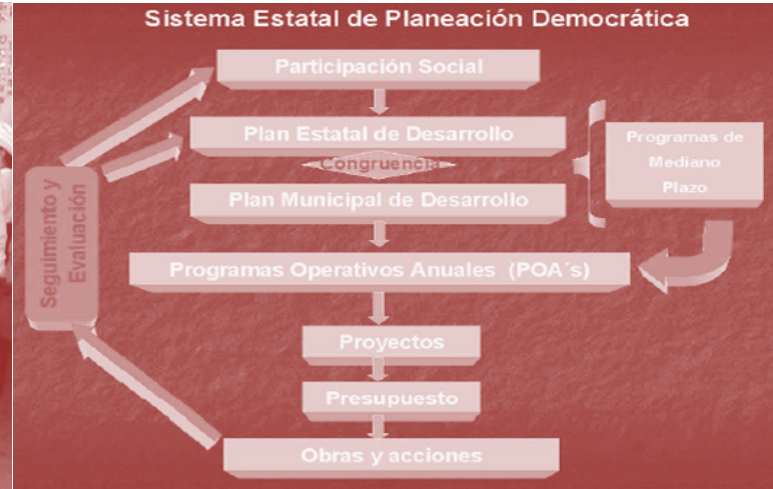 Sistema Estatal de Planeación Democrática
Participación Social
Plan Estatal de Desarrollo
Congruencia
Plan Municipal de Desarrollo
Programas de
Mediano
Plazo
Seguimiento y
Evaluación
Programas Operativos Anuales (POA´s)
Proyectos
Presupuesto
Obras y acciones